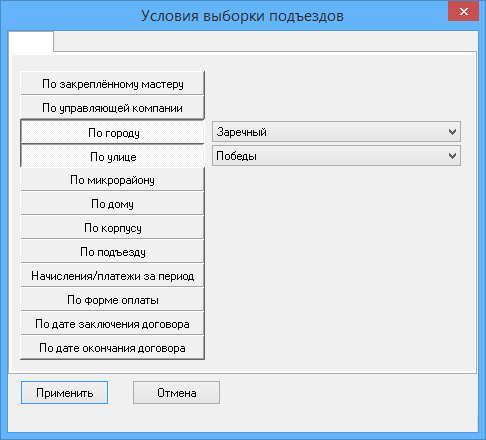 Условия выборки подъездов
По закреплённому мастеру
По управляющей компании
По городу Заречный
По улице Победы
По микрорайону
По дому
По корпусу
По подъезду
Начисления/платежи за период
По форме оплаты
По дате заключения договора
По дате окончания договора
Применить Отмена